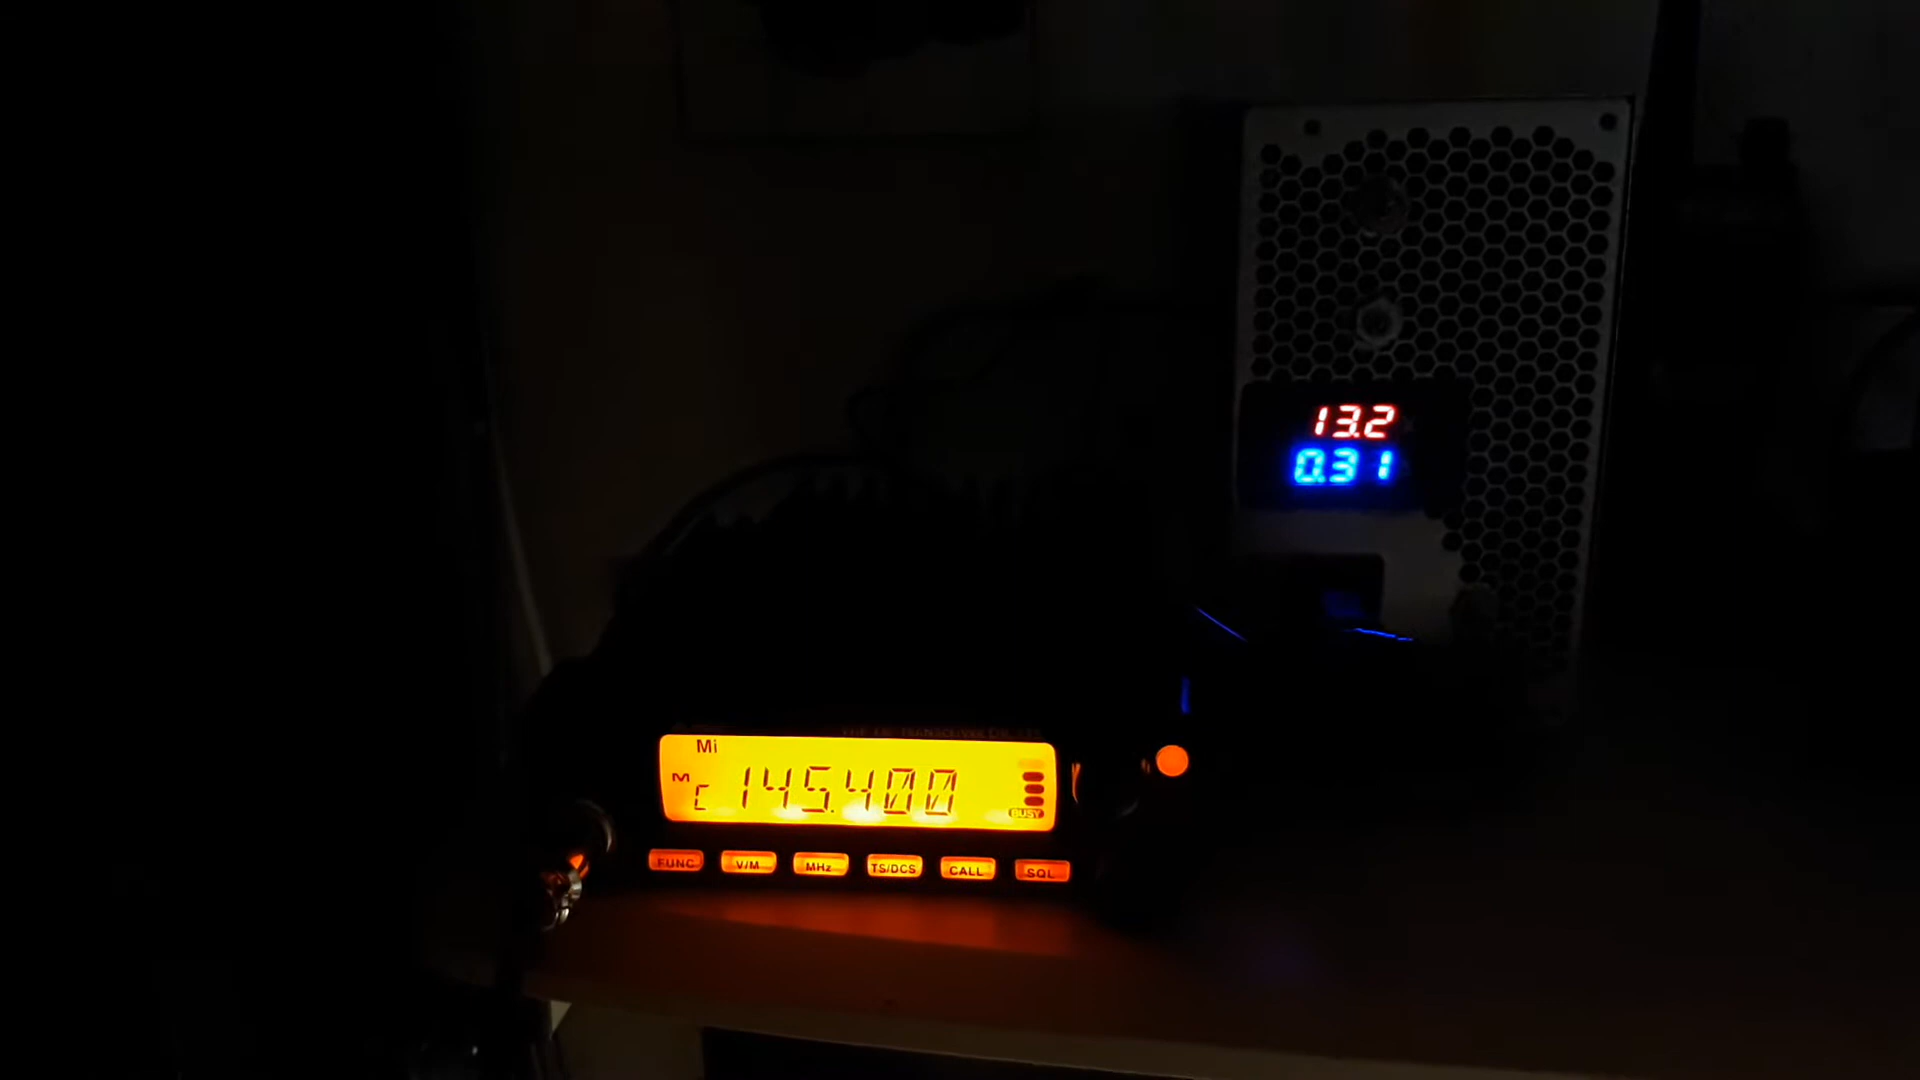 13.2
0.31
Mi
M
C 145.400
BUSY
FUNC V/M MHz TS/DCS CALL SQL